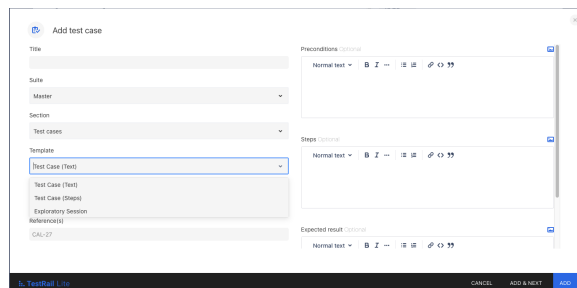 Add test case
Title
Suite
Master
Section
Test cases
Template
Test Case (Text)
Test Case (Text)
Test Case (Steps)
Exploratory Session
Reference(s)
CAL-27
Preconditions Optional
Normal text B I ...
Steps Optional
Normal text B I ...
Expected result Optional
Normal text B I ...
5. TestRail Lite
CANCEL ADD & NEXT ADD